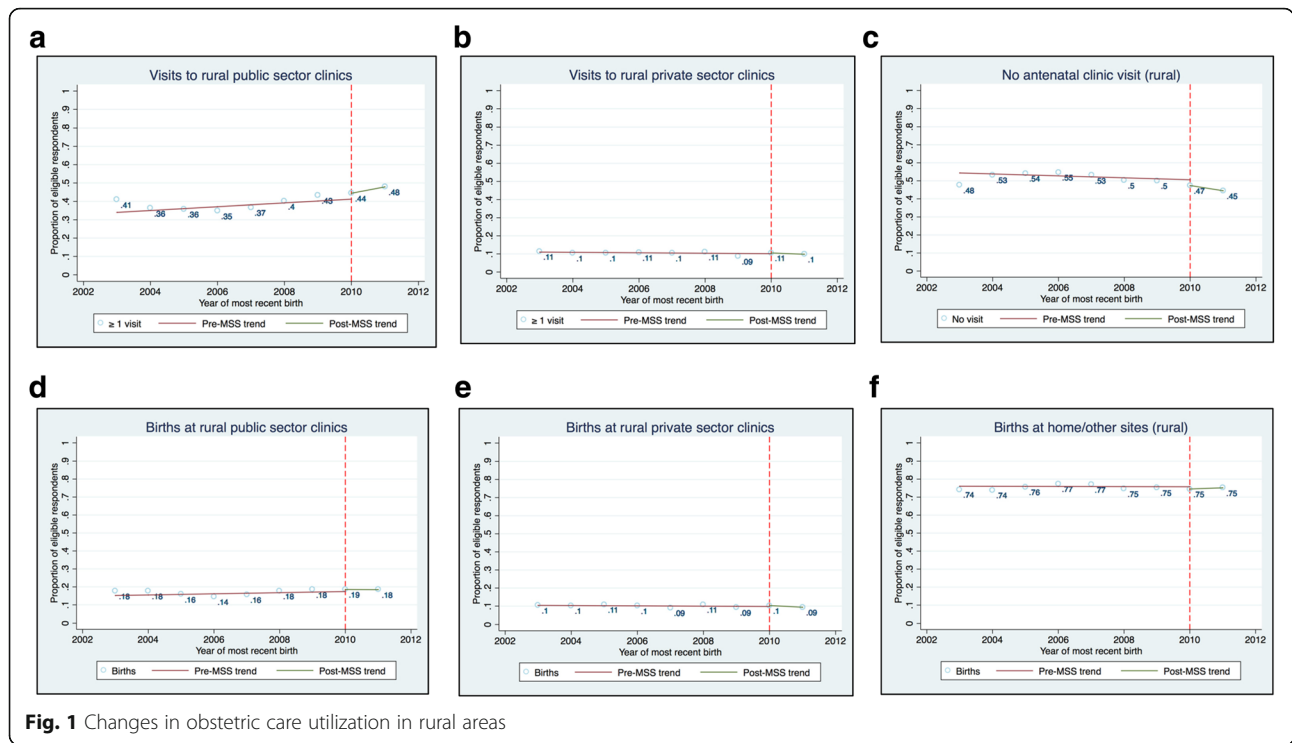 a
Visits to rural public sector clinics
Proportion of eligible respondents
0 .1 .2 .3 .4 .5 .6 .7 .8 .9 1
.41 .36 .36 .35 .37 .4 .43 .44 .48
2002 2004 2006 2008 2010 2012
Year of most recent birth
≥ 1 visit Pre-MSS trend Post-MSS trend
b
Visits to rural private sector clinics
Proportion of eligible respondents
0 .1 .2 .3 .4 .5 .6 .7 .8 .9 1
.11 .1 .1 .11 .1 .11 .09 .11 .1
2002 2004 2006 2008 2010 2012
Year of most recent birth
≥ 1 visit Pre-MSS trend Post-MSS trend
c
No antenatal clinic visit (rural)
Proportion of eligible respondents
0 .1 .2 .3 .4 .5 .6 .7 .8 .9 1
.48 .53 .54 .55 .53 .5 .5 .47 .45
2002 2004 2006 2008 2010 2012
Year of most recent birth
No visit Pre-MSS trend Post-MSS trend
d
Births at rural public sector clinics
Proportion of eligible respondents
0 .1 .2 .3 .4 .5 .6 .7 .8 .9 1
.18 .18 .16 .14 .16 .18 .18 .19 .18
2002 2004 2006 2008 2010 2012
Year of most recent birth
Births Pre-MSS trend Post-MSS trend
e
Births at rural private sector clinics
Proportion of eligible respondents
0 .1 .2 .3 .4 .5 .6 .7 .8 .9 1
.1 .1 .11 .1 .09 .11 .09 .1 .09
2002 2004 2006 2008 2010 2012
Year of most recent birth
Births Pre-MSS trend Post-MSS trend
f
Births at home/other sites (rural)
Proportion of eligible respondents
0 .1 .2 .3 .4 .5 .6 .7 .8 .9 1
.74 .74 .76 .77 .77 .75 .75 .75 .75
2002 2004 2006 2008 2010 2012
Year of most recent birth
Births Pre-MSS trend Post-MSS trend
Fig. 1 Changes in obstetric care utilization in rural areas